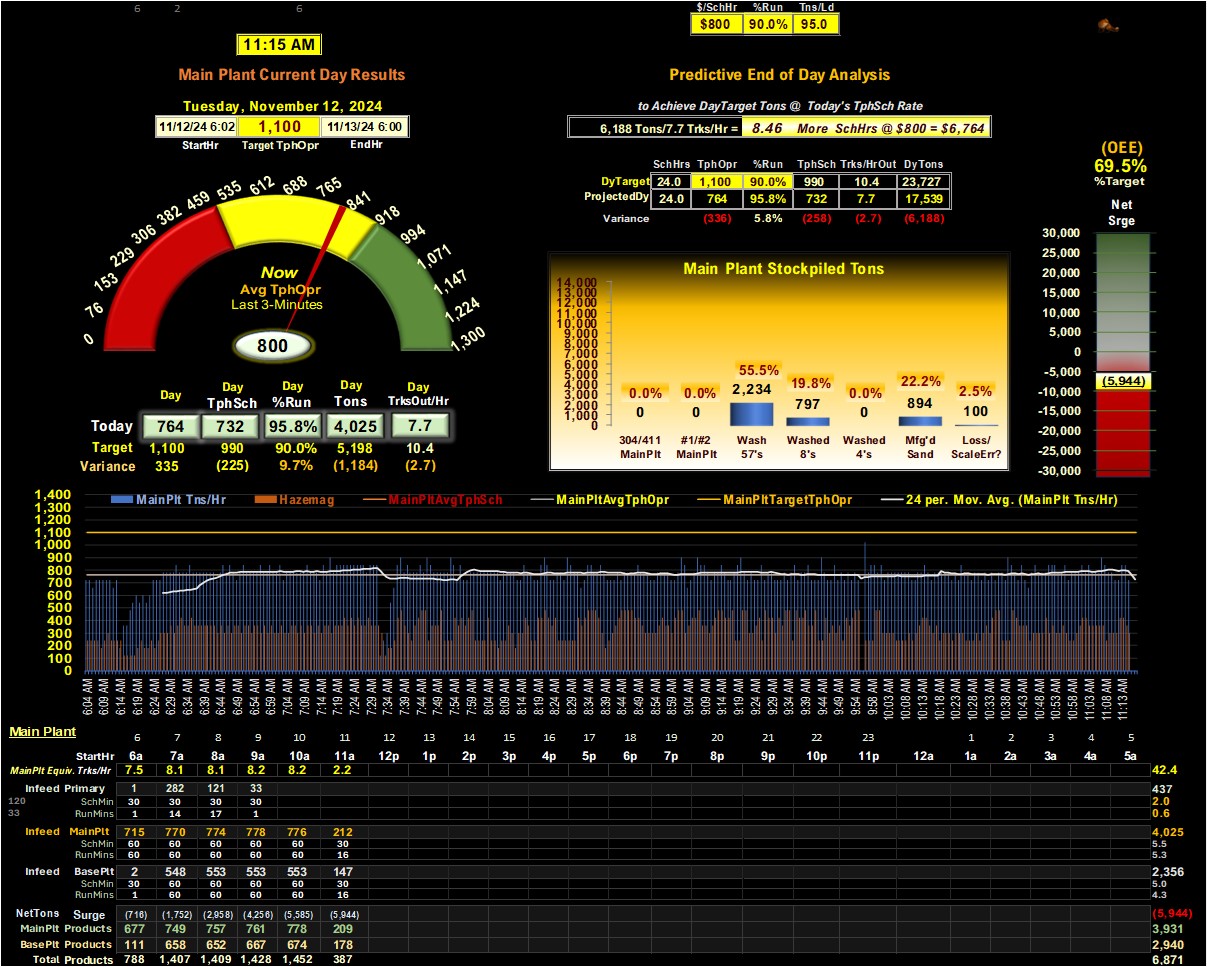 6 2 6
$/SchHr %Run Tns/Ld
$800 90.0% 95.0
11:15 AM
Main Plant Current Day Results
Predictive End of Day Analysis
Tuesday, November 12, 2024
to Achieve DayTarget Tons @ Today's TphSch Rate
11/12/24 6:02 1,100 11/13/24 6:00
StartHr Target TphOpr EndHr
6,188 Tons/7.7 Trks/Hr = 8.46 More SchHrs @ $800 = $6,764
(OEE)
69.5%
%Target
Net
Srge
SchHrs TphOpr %Run TphSch Trks/HrOut DyTons
DyTarget 24.0 1,100 90.0% 990 10.4 23,727
ProjectedDy 24.0 764 95.8% 732 7.7 17,539
Variance (336) 5.8% (258) (2.7) (6,188)
0 76 153 229 306 382 459 535 612 688 765 841 918 994 1,071 1,147 1,224 1,300
Now
Avg TphOpr
Last 3-Minutes
800
Main Plant Stockpiled Tons
14,000
13,000
12,000
11,000
10,000
9,000
8,000
7,000
6,000
5,000
4,000
3,000
2,000
1,000
0
0.0% 0.0% 55.5% 19.8% 0.0% 22.2% 2.5%
0 0 2,234 797 0 894 100
304/411 #1/#2 Wash Washed Washed Mfg'd Loss/
MainPlt MainPlt 57's 8's 4's Sand ScaleErr?
30,000
25,000
20,000
15,000
10,000
5,000
0
-5,000
-10,000
-15,000
-20,000
-25,000
-30,000
(5,944)
Day Day Day Day Day
TphSch %Run Tons TrksOut/Hr
Today 764 732 95.8% 4,025 7.7
Target 1,100 990 90.0% 5,198 10.4
Variance 335 (225) 9.7% (1,184) (2.7)
MainPlt Tns/Hr Hazemag MainPltAvgTphSch MainPltAvgTphOpr MainPltTargetTphOpr 24 per. Mov. Avg. (MainPlt Tns/Hr)
1,400
1,300
1,200
1,100
1,000
900
800
700
600
500
400
300
200
100
0
6:04 AM 6:09 AM 6:14 AM 6:19 AM 6:24 AM 6:29 AM 6:34 AM 6:39 AM 6:44 AM 6:49 AM 6:54 AM 6:59 AM 7:04 AM 7:09 AM 7:14 AM 7:19 AM 7:24 AM 7:29 AM 7:34 AM 7:39 AM 7:44 AM 7:49 AM 7:54 AM 7:59 AM 8:04 AM 8:09 AM 8:14 AM 8:19 AM 8:24 AM 8:29 AM 8:34 AM 8:39 AM 8:44 AM 8:49 AM 8:54 AM 8:59 AM 9:04 AM 9:09 AM 9:14 AM 9:19 AM 9:24 AM 9:29 AM 9:34 AM 9:39 AM 9:44 AM 9:49 AM 9:54 AM 9:58 AM 10:03 AM 10:08 AM 10:13 AM 10:18 AM 10:23 AM 10:28 AM 10:33 AM 10:38 AM 10:43 AM 10:48 AM 10:53 AM 10:58 AM 11:03 AM 11:08 AM 11:13 AM
Main Plant
6 7 8 9 10 11 12 13 14 15 16 17 18 19 20 21 22 23 1 2 3 4 5
StartHr 6a 7a 8a 9a 10a 11a 12p 1p 2p 3p 4p 5p 6p 7p 8p 9p 10p 11p 12a 1a 2a 3a 4a 5a
MainPlt Equiv. Trks/Hr 7.5 8.1 8.1 8.2 8.2 2.2 42.4
Infeed Primary 1 282 121 33 437
120 SchMin 30 30 30 30 2.0
33 RunMins 1 14 17 1 0.6
Infeed MainPlt 715 770 774 778 776 212 4,025
SchMin 60 60 60 60 60 30 5.5
RunMins 60 60 60 60 60 16 5.3
Infeed BasePlt 2 548 553 553 553 147 2,356
SchMin 30 60 60 60 60 30 5.0
RunMins 1 60 60 60 60 16 4.3
NetTons Surge (716) (1,752) (2,958) (4,256) (5,585) (5,944) (5,944)
MainPlt Products 677 749 757 761 778 209 3,931
BasePlt Products 111 658 652 667 674 178 2,940
Total Products 788 1,407 1,409 1,428 1,452 387 6,871